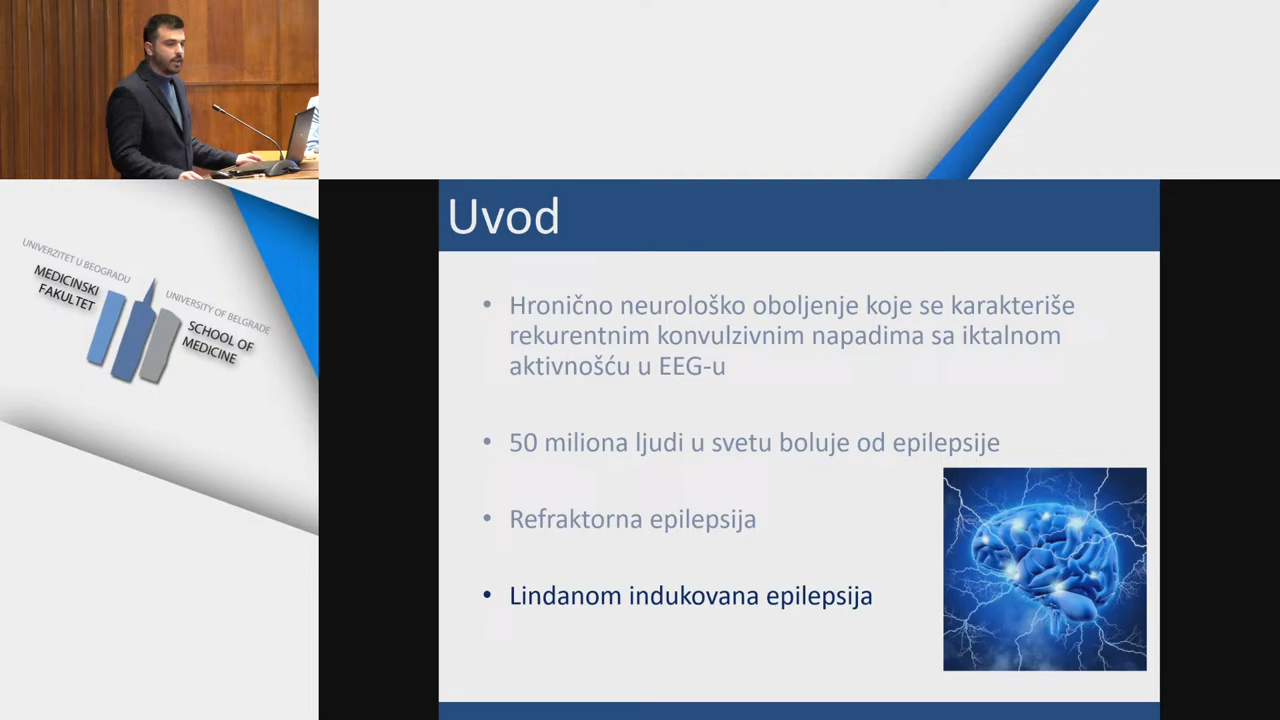 UNIVERZITET U BEOGRADU
MEDICINSKI
FAKULTET
UNIVERSITY OF BELGRADE
SCHOOL OF
MEDICINE
Uvod
• Hronično neurološko oboljenje koje se karakteriše
rekurentnim konvulzivnim napadima sa iktalnom
aktivnošću u EEG-u
• 50 miliona ljudi u svetu boluje od epilepsije
• Refraktorna epilepsija
• Lindanom indukovana epilepsija